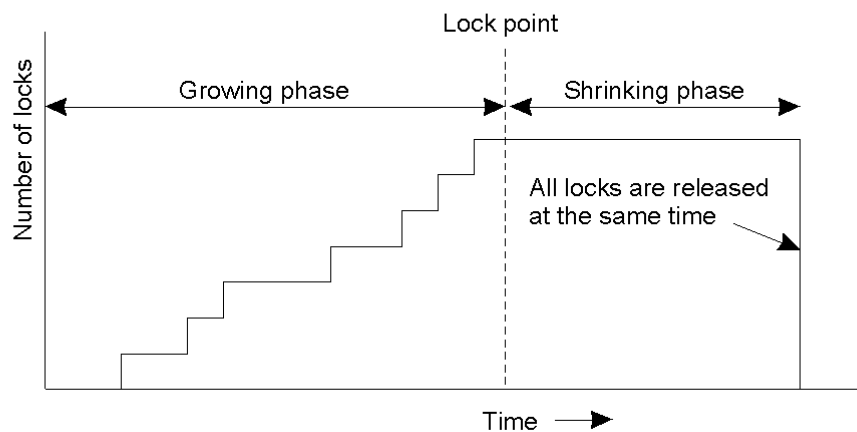 Lock point
Growing phase
Shrinking phase
Number of locks
All locks are released
at the same time
Time